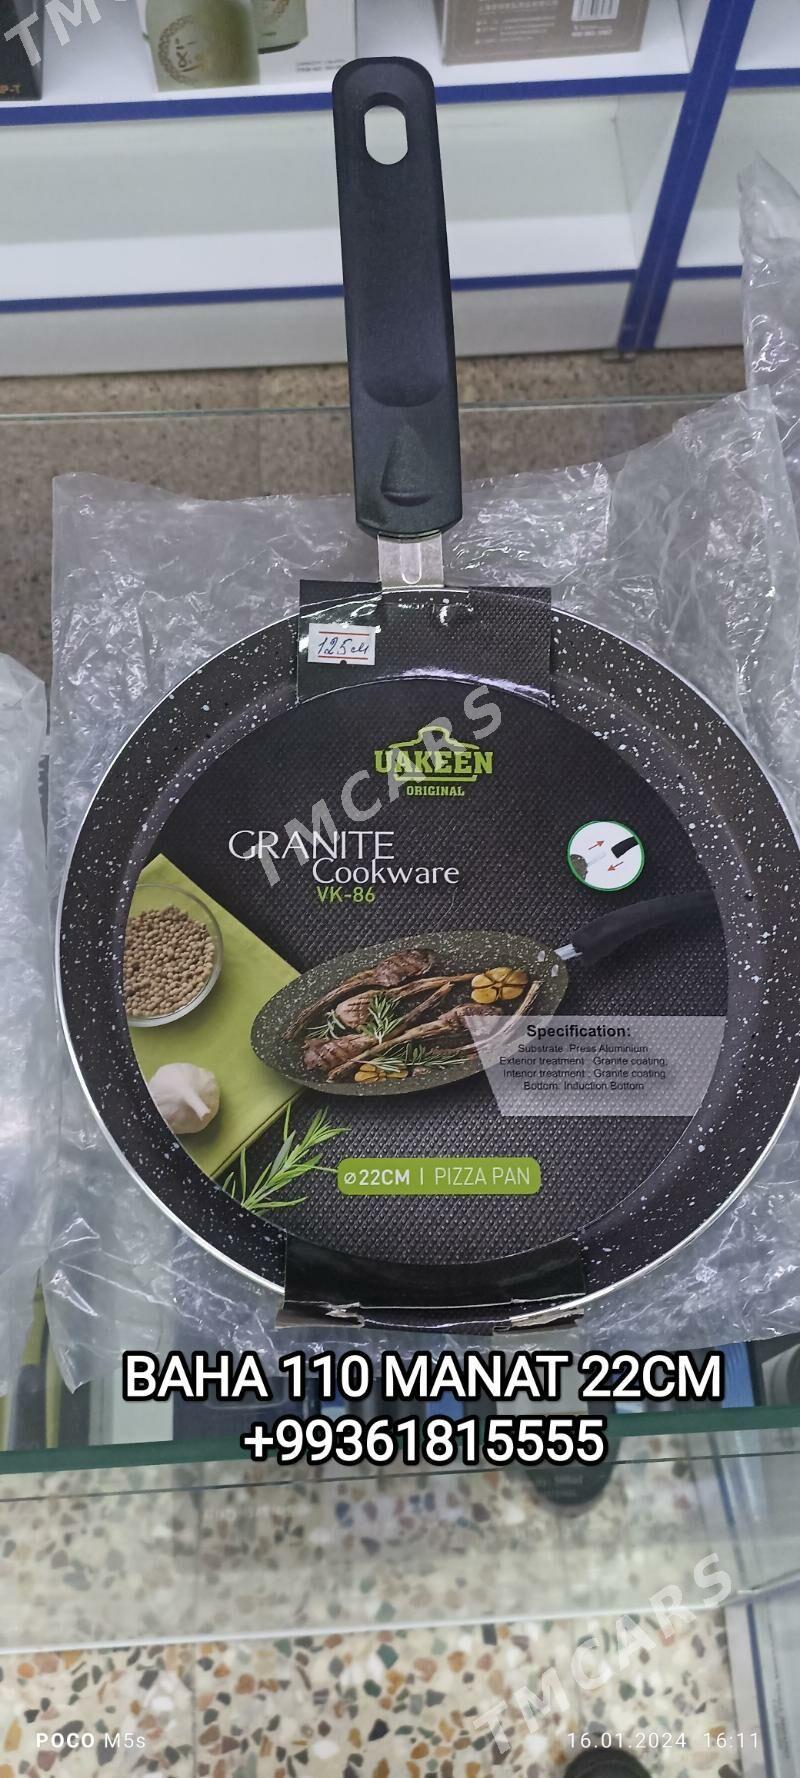 TMCARS
125M
UAKEEN
ORIGINAL
GRANITE
Cookware
VK-86
TMCARS
Specification:
Substrate :Press Aluminium
Exterior treatment : Granite coating,
Interior treatment : Granite coating,
Bottom: Induction Bottom
⌀22CM | PIZZA PAN
BAHA 110 MANAT 22CM
+99361815555
TMCARS
POCO M5s
16.01.2024 16:11